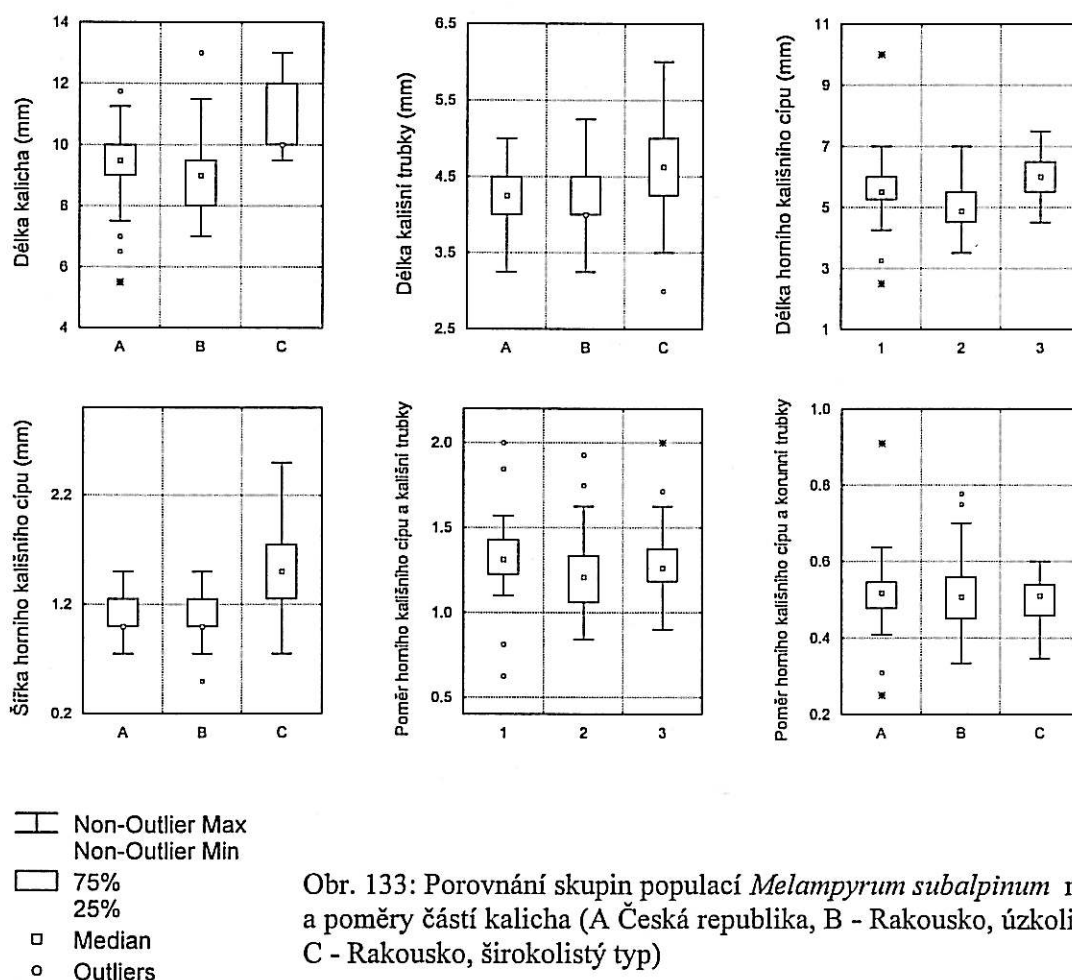 Délka kalicha (mm)
14
12
10
8
6
4
A B C
Délka kališní trubky (mm)
6.5
5.5
4.5
3.5
2.5
A B C
Délka horního kališního cípu (mm)
11
9
7
5
3
1
1 2 3
Šířka horního kališního cípu (mm)
2.2
1.2
0.2
A B C
Poměr horního kališního cípu a kališní trubky
2.0
1.5
1.0
0.5
1 2 3
Poměr horního kališního cípu a korunní trubky
1.0
0.8
0.6
0.4
0.2
A B C
Non-Outlier Max
Non-Outlier Min
75%
25%
Median
Outliers
Obr. 133: Porovnání skupin populací Melampyrum subalpinum
a poměry částí kalicha (A Česká republika, B - Rakousko,
C - Rakousko, širokolistý typ)